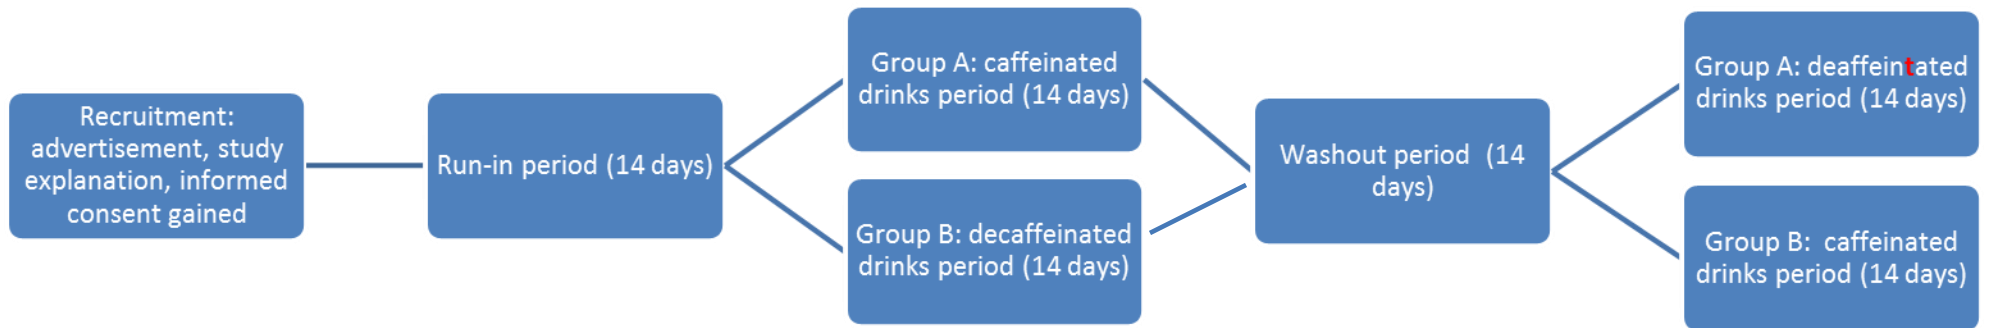 Recruitment:
advertisement, study
explanation, informed
consent gained
Run-in period (14 days)
Group A: caffeinated
drinks period (14 days)
Group B: decaffeinated
drinks period (14 days)
Washout period (14
days)
Group A: deaffeintated
drinks period (14 days)
Group B: caffeinated
drinks period (14 days)